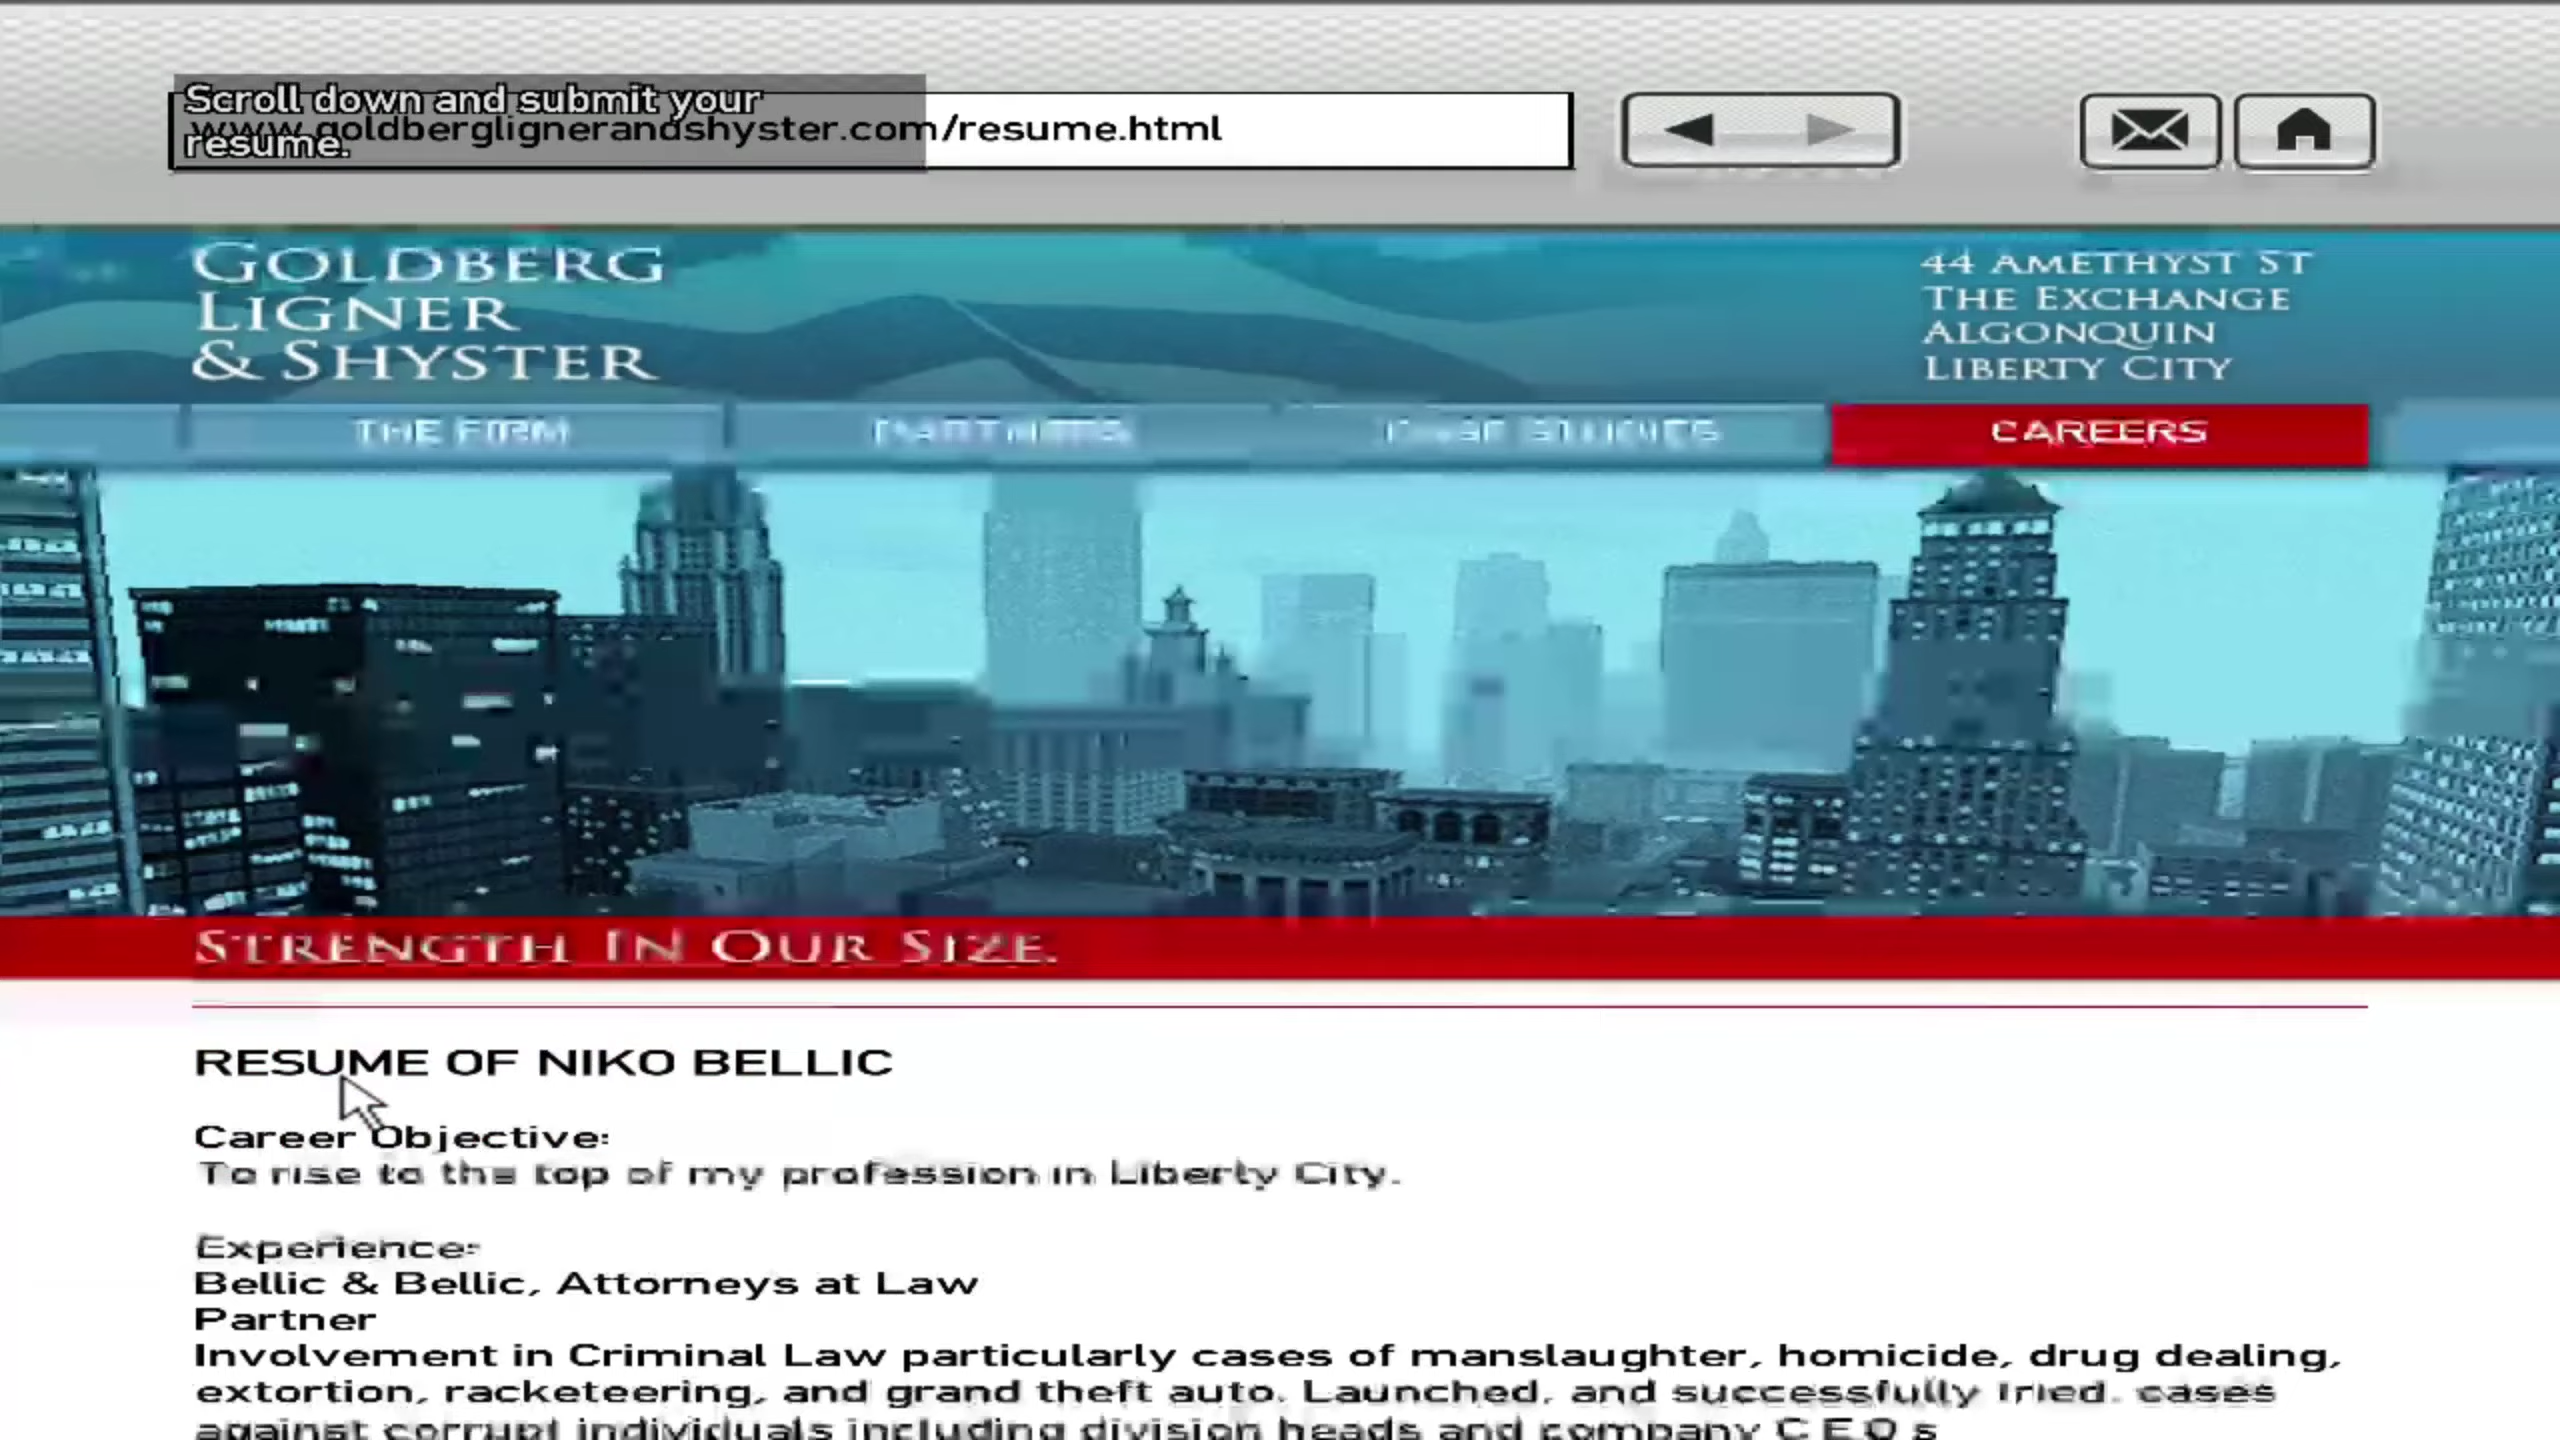 Scroll down and submit your
resume.
www.goldberglignerandshyster.com/resume.html
GOLDBERG
LIGNER
& SHYSTER
44 AMETHYST ST
THE EXCHANGE
ALGONQUIN
LIBERTY CITY
THE FIRM
PARTNERS
CASE STUDIES
CAREERS
STRENGTH IN OUR SIZE.
RESUME OF NIKO BELLIC
Career Objective:
To rise to the top of my profession in Liberty City.
Experience:
Bellic & Bellic, Attorneys at Law
Partner
Involvement in Criminal Law particularly cases of manslaughter, homicide, drug dealing,
extortion, racketeering, and grand theft auto. Launched, and successfully tried, cases
against corrupt individuals including division heads and company C.E.O.s